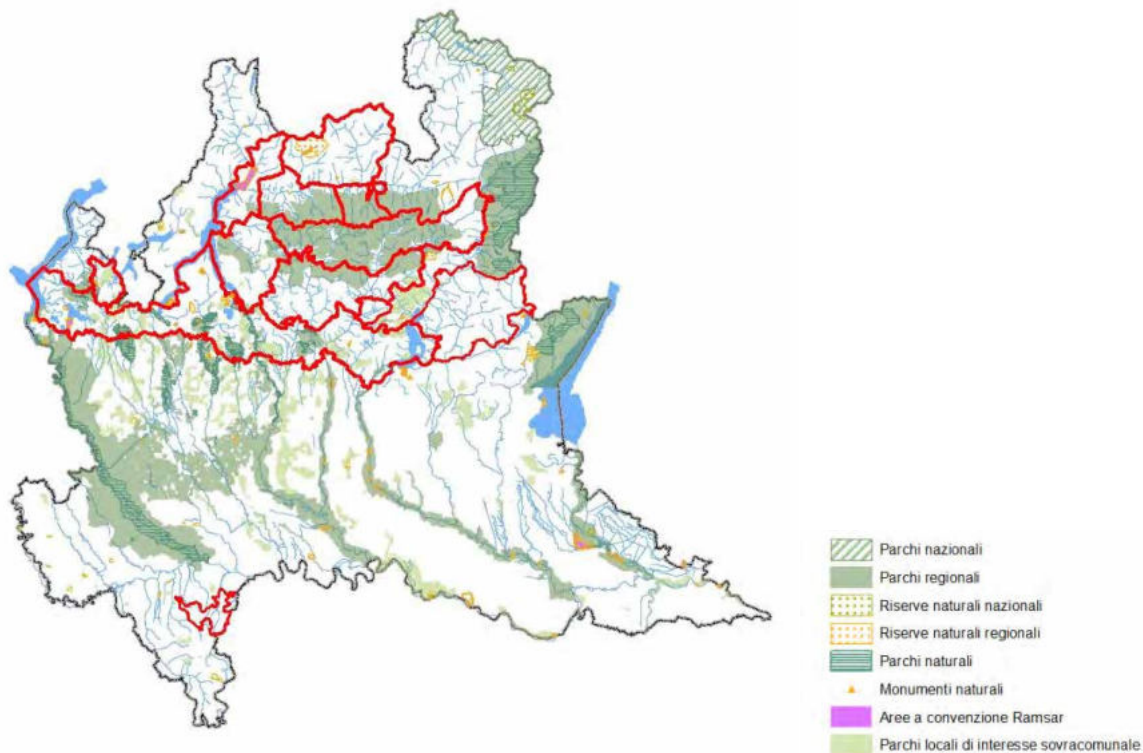 Parchi nazionali
Parchi regionali
Riserve naturali nazionali
Riserve naturali regionali
Parchi naturali
Monumenti naturali
Aree a convenzione Ramsar
Parchi locali di interesse sovracomunale